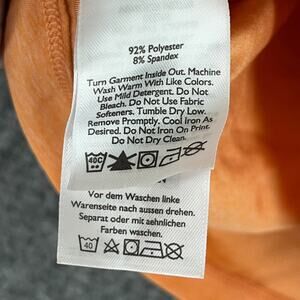 92% Polyester
8% Spandex
Turn Garment Inside Out. Machine
Wash Warm With Like Colors.
Use Mild Detergent. Do Not
Bleach. Do Not Use Fabric
Softeners. Tumble Dry Low.
Remove Promptly. Cool Iron As
Desired. Do Not Iron On Print.
Do Not Dry Clean.
40C
Vor dem Waschen linke
Warenseite nach aussen drehen.
Separat oder mit aehnlichen
Farben waschen.
40